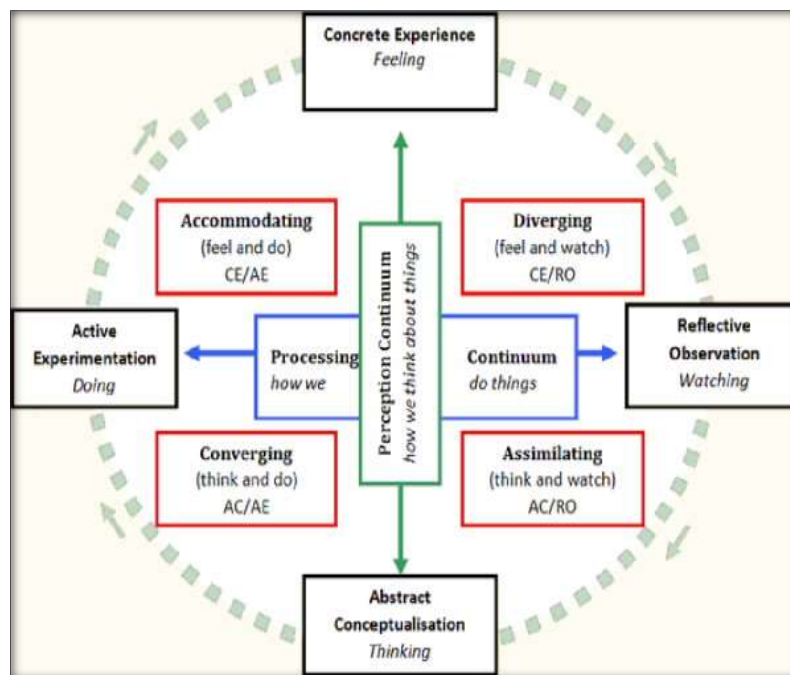 Concrete Experience
Feeling
Accommodating
(feel and do)
CE/AE
Diverging
(feel and watch)
CE/RO
Active
Experimentation
Doing
Processing
how we
Perception Continuum
how we think about things
Continuum
do things
Reflective
Observation
Watching
Converging
(think and do)
AC/AE
Assimilating
(think and watch)
AC/RO
Abstract
Conceptualisation
Thinking